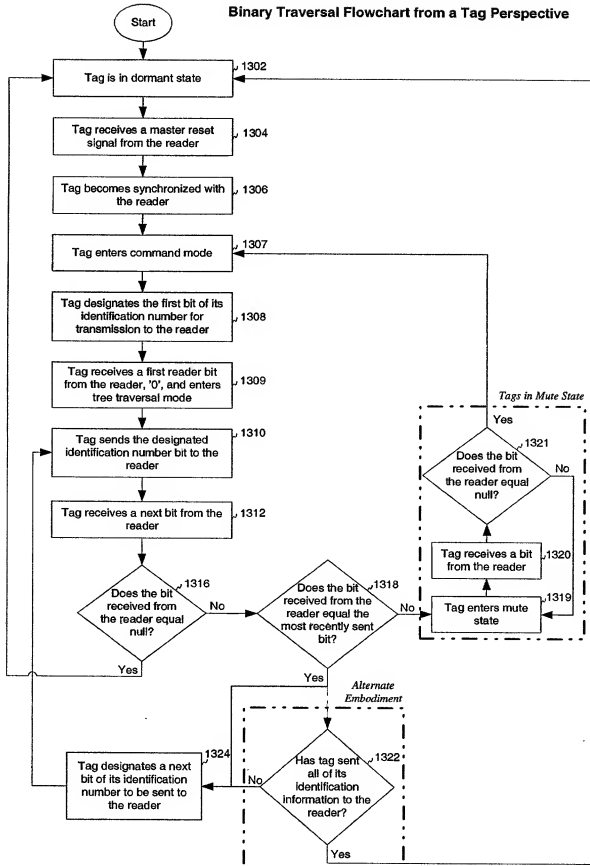 Binary Traversal Flowchart from a Tag Perspective
Start
1302
Tag is in dormant state
1304
Tag receives a master reset
signal from the reader
1306
Tag becomes synchronized with
the reader
1307
Tag enters command mode
1308
Tag designates the first bit of its
identification number for
transmission to the reader
1309
Tag receives a first reader bit
from the reader, '0', and enters
tree traversal mode
1310
Tag sends the designated
identification number bit to the
reader
1312
Tag receives a next bit from the
reader
1316
Does the bit
received from
the reader equal
null?
No
Yes
1318
Does the bit
received from the
reader equal the
most recently sent
bit?
No
Yes
Tags in Mute State
Yes
1321
Does the bit
received from
the reader equal
null?
No
1320
Tag receives a bit
from the reader
1319
Tag enters mute
state
Alternate
Embodiment
1322
Has tag sent
all of its
identification
information to the
reader?
No
Yes
1324
Tag designates a next
bit of its identification
number to be sent to
the reader